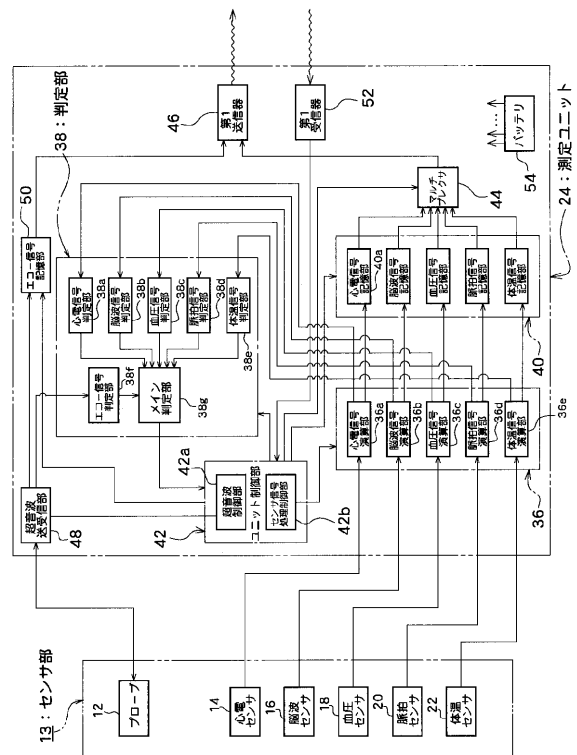 13：センサ部
12
プローブ
14
心電
センサ
16
脳波
センサ
18
血圧
センサ
20
脈拍
センサ
22
体温
センサ
24：測定ユニット
超音波
送受信部
48
エコー信号
記憶部
50
38：判定部
心電信号
判定部
38a
脳波信号
判定部
38b
血圧信号
判定部
38c
脈拍信号
判定部
38d
体温信号
判定部
38e
エコー信号
判定部
38f
メイン
判定部
38g
42
ユニット制御部
42a
超音波
制御部
センサ信号
処理制御部
42b
36
心電信号
演算部
36a
脳波信号
演算部
36b
血圧信号
演算部
36c
脈拍信号
演算部
36d
体温信号
演算部
36e
40
心電信号
記憶部
40a
脳波信号
記憶部
血圧信号
記憶部
脈拍信号
記憶部
体温信号
記憶部
マルチ
プレクサ
44
46
第1
送信器
第1
受信器
52
バッテリ
54